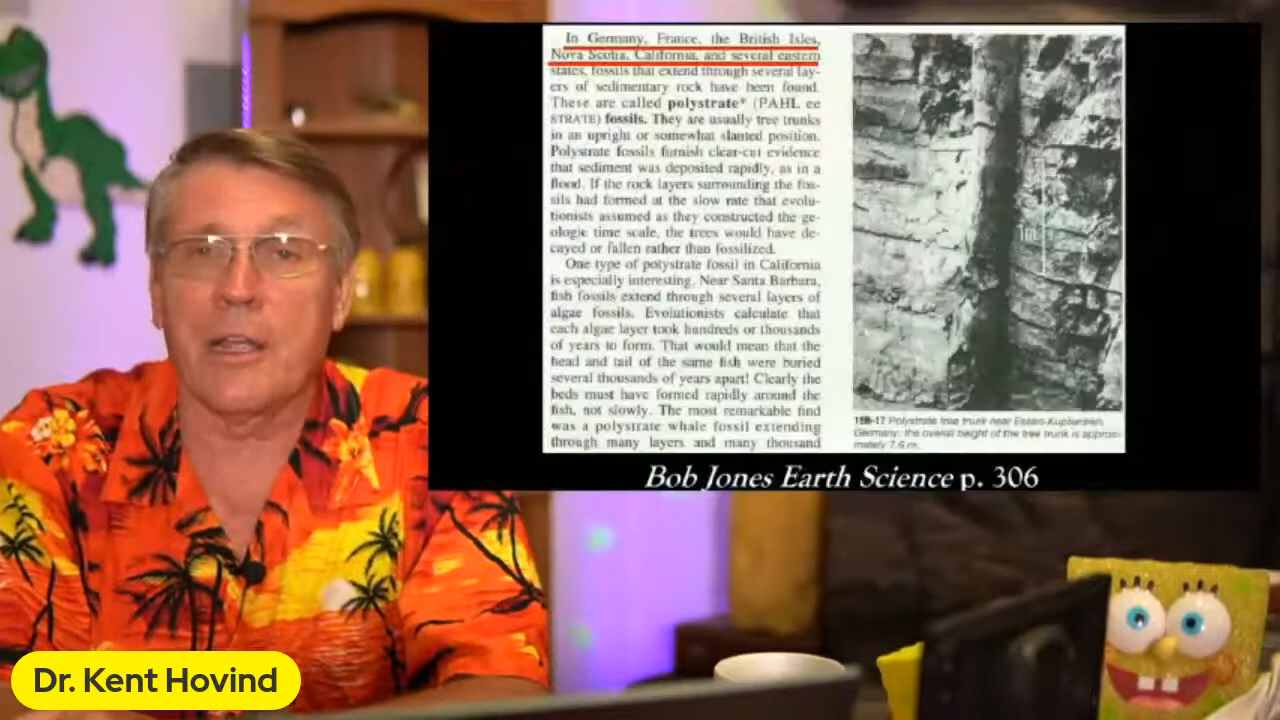 In Germany, France, the British Isles,
Nova Scotia, California, and several eastern
states, fossils that extend through several lay-
ers of sedimentary rock have been found.
These are called polystrate* (PAHL ee
STRATE) fossils. They are usually tree trunks
in an upright or somewhat slanted position.
Polystrate fossils furnish clear-cut evidence
that sediment was deposited rapidly, as in a
flood. If the rock layers surrounding the fos-
sils had formed at the slow rate that evolu-
tionists assumed as they constructed the ge-
ologic time scale, the trees would have de-
cayed or fallen rather than fossilized.
One type of polystrate fossil in California
is especially interesting. Near Santa Barbara,
fish fossils extend through several layers of
algae fossils. Evolutionists calculate that
each algae layer took hundreds or thousands
of years to form. That would mean that the
head and tail of the same fish were buried
several thousands of years apart! Clearly the
beds must have formed rapidly around the
fish, not slowly. The most remarkable find
was a polystrate whale fossil extending
through many layers and many thousand
1m
Polystrate tree trunk near
Germany; the overall height of the tree trunk is approxi-
mately 7.6 m.
Bob Jones Earth Science p. 306
Dr. Kent Hovind